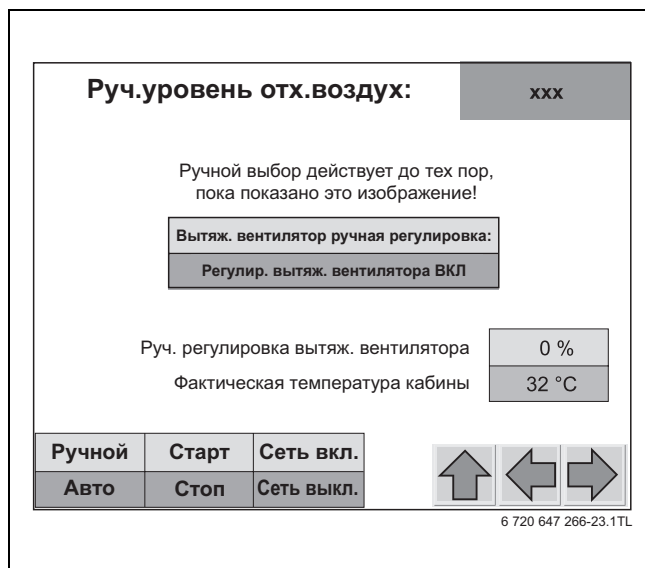 Руч.уровень отх.воздух:
xxx
Ручной выбор действует до тех пор,
пока показано это изображение!
Вытяж. вентилятор ручная регулировка:
Регулир. вытяж. вентилятора ВКЛ
Руч. регулировка вытяж. вентилятора
0 %
Фактическая температура кабины
32 °C
Ручной Старт Сеть вкл.
Авто Стоп Сеть выкл.
6 720 647 266-23.1TL